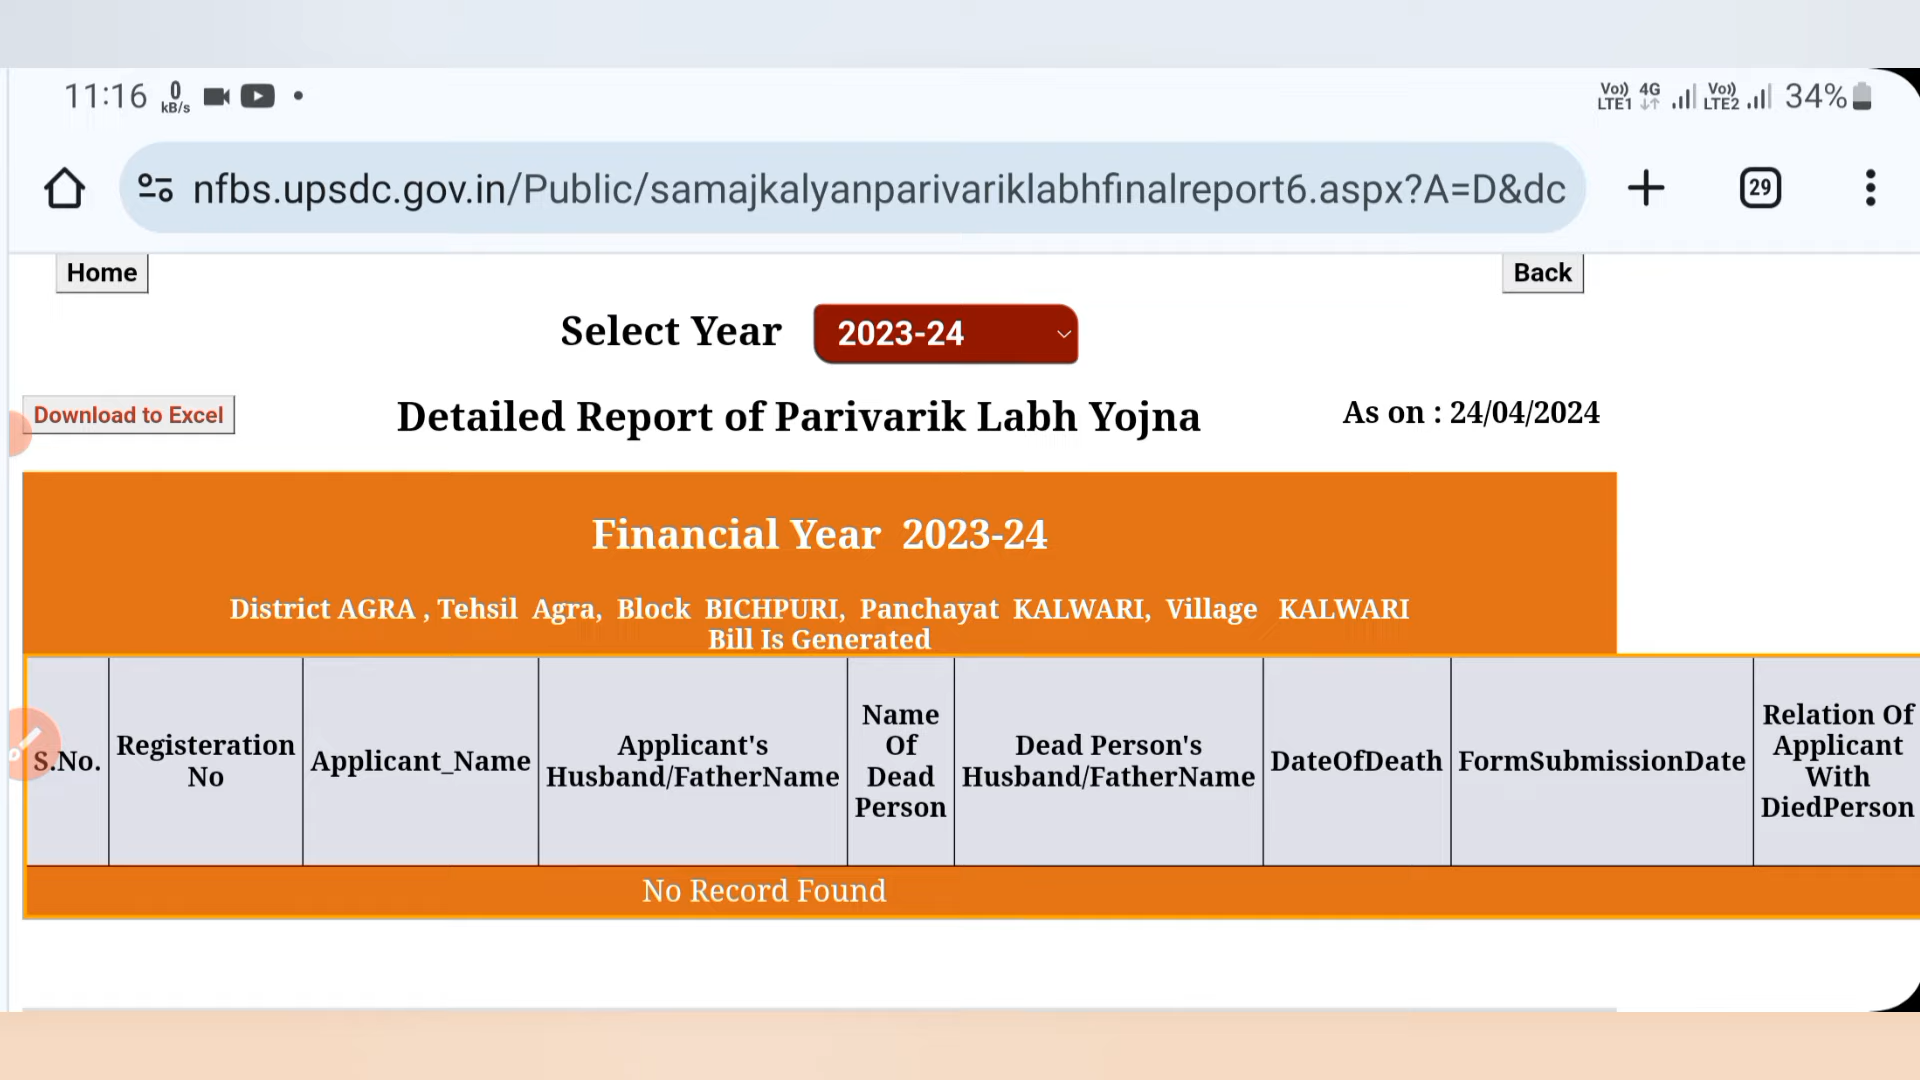 11:16 0 kB/s Vo)) LTE1 4G Vo)) LTE2 34%
nfbs.upsdc.gov.in/Public/samajkalyanparivariklabhfinalreport6.aspx?A=D&dc 29
Home Back
Select Year 2023-24
Download to Excel Detailed Report of Parivarik Labh Yojna As on : 24/04/2024
Financial Year 2023-24
District AGRA , Tehsil Agra, Block BICHPURI, Panchayat KALWARI, Village KALWARI
Bill Is Generated
S.No.
Registeration
No
Applicant_Name
Applicant's
Husband/FatherName
Name
Of
Dead
Person
Dead Person's
Husband/FatherName
DateOfDeath
FormSubmissionDate
Relation Of
Applicant
With
DiedPerson
No Record Found